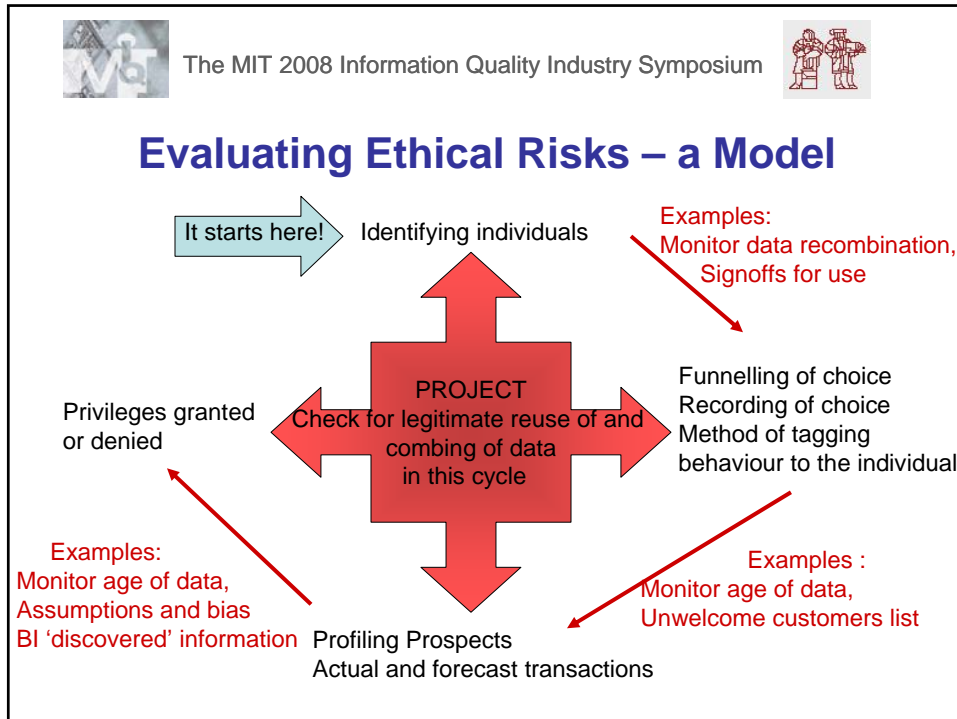 The MIT 2008 Information Quality Industry Symposium
Evaluating Ethical Risks – a Model
It starts here!
Identifying individuals
Examples:
Monitor data recombination,
Signoffs for use
Funnelling of choice
Recording of choice
Method of tagging
behaviour to the individual
PROJECT
Check for legitimate reuse of and
combing of data
in this cycle
Privileges granted
or denied
Examples :
Monitor age of data,
Unwelcome customers list
Examples:
Monitor age of data,
Assumptions and bias
BI ‘discovered’ information
Profiling Prospects
Actual and forecast transactions